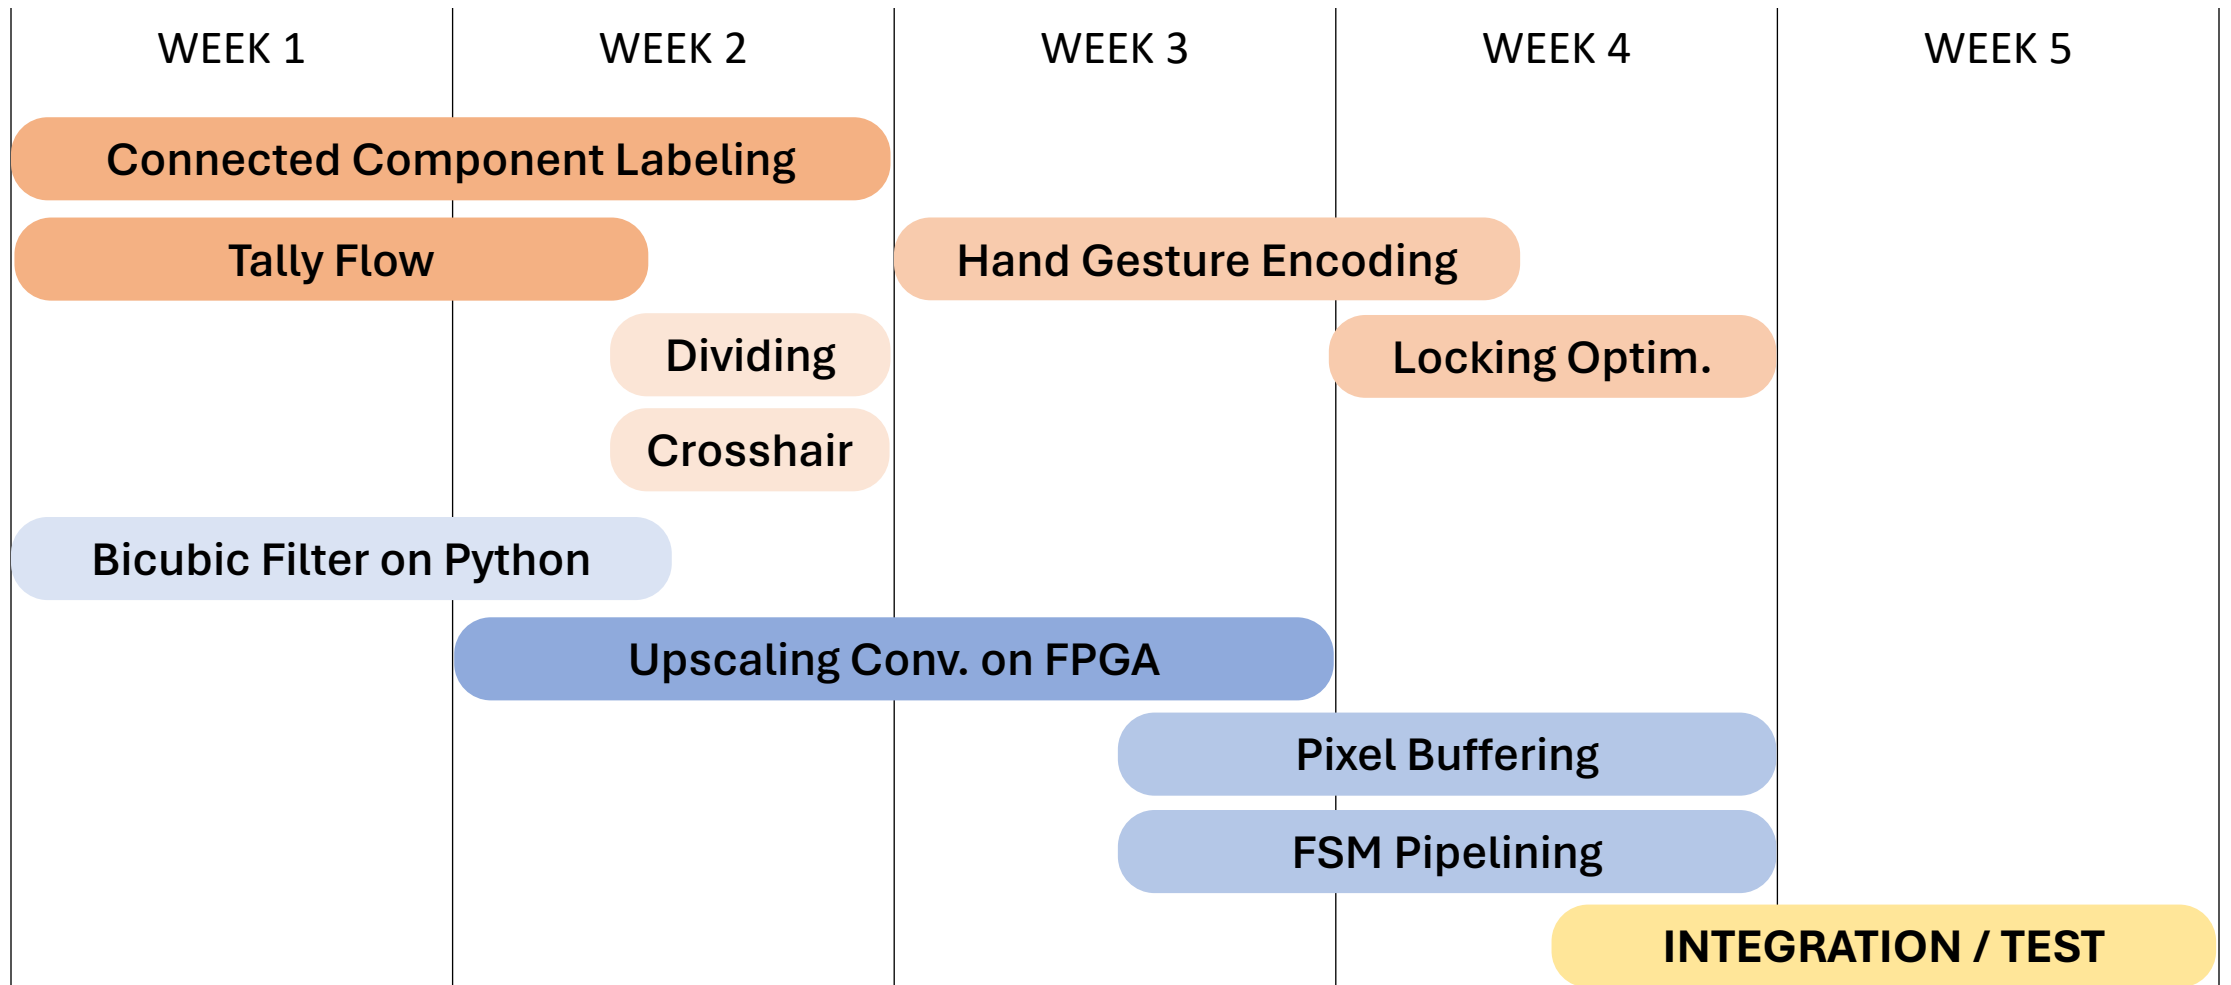 WEEK 1
WEEK 2
WEEK 3
WEEK 4
WEEK 5
Connected Component Labeling
Tally Flow
Hand Gesture Encoding
Dividing
Locking Optim.
Crosshair
Bicubic Filter on Python
Upscaling Conv. on FPGA
Pixel Buffering
FSM Pipelining
INTEGRATION / TEST